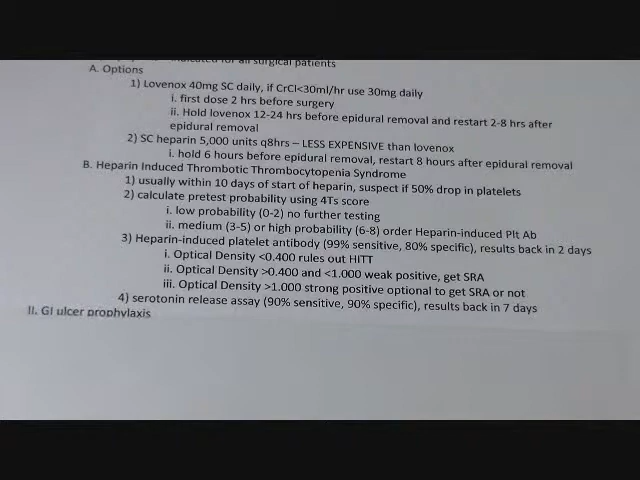 indicated for all surgical patients
A. Options
1) Lovenox 40mg SC daily, if CrCl<30ml/hr use 30mg daily
i. first dose 2 hrs before surgery
ii. Hold lovenox 12-24 hrs before epidural removal and restart 2-8 hrs after
epidural removal
2) SC heparin 5,000 units q8hrs – LESS EXPENSIVE than lovenox
i. hold 6 hours before epidural removal, restart 8 hours after epidural removal
B. Heparin Induced Thrombotic Thrombocytopenia Syndrome
1) usually within 10 days of start of heparin, suspect if 50% drop in platelets
2) calculate pretest probability using 4Ts score
i. low probability (0-2) no further testing
ii. medium (3-5) or high probability (6-8) order Heparin-induced Plt Ab
3) Heparin-induced platelet antibody (99% sensitive, 80% specific), results back in 2 days
i. Optical Density <0.400 rules out HITT
ii. Optical Density >0.400 and <1.000 weak positive, get SRA
iii. Optical Density >1.000 strong positive optional to get SRA or not
4) serotonin release assay (90% sensitive, 90% specific), results back in 7 days
II. GI ulcer prophylaxis